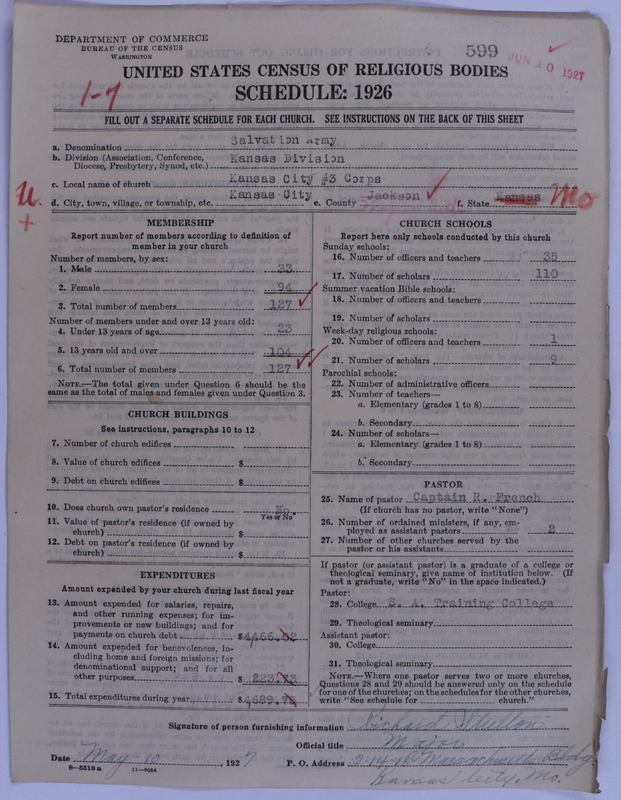 DEPARTMENT OF COMMERCE
BUREAU OF THE CENSUS
WASHINGTON
599
JUN 10 1927
1-7
UNITED STATES CENSUS OF RELIGIOUS BODIES
SCHEDULE: 1926
FILL OUT A SEPARATE SCHEDULE FOR EACH CHURCH. SEE INSTRUCTIONS ON THE BACK OF THIS SHEET
a. Denomination Salvation Army
b. Division (Association, Conference, Diocese, Presbytery, Synod, etc.) Kansas Division
c. Local name of church Kansas City #3 Corps
d. City, town, village, or township, etc. Kansas City e. County Jackson f. State Kansas Mo
U.
+
MEMBERSHIP
Report number of members according to definition of
member in your church
Number of members, by sex:
1. Male 33
2. Female 94
3. Total number of members 127
Number of members under and over 13 years old:
4. Under 13 years of age 23
5. 13 years old and over 104
6. Total number of members 127
NOTE.—The total given under Question 6 should be the
same as the total of males and females given under Question 3.
CHURCH BUILDINGS
See instructions, paragraphs 10 to 12
7. Number of church edifices
8. Value of church edifices $
9. Debt on church edifices $
10. Does church own pastor's residence No
Yes or No
11. Value of pastor's residence (if owned by
church) $
12. Debt on pastor's residence (if owned by
church) $
EXPENDITURES
Amount expended by your church during last fiscal year
13. Amount expended for salaries, repairs,
and other running expenses; for im-
provements or new buildings; and for
payments on church debt $4,466.02
14. Amount expended for benevolences, in-
cluding home and foreign missions; for
denominational support; and for all
other purposes $ 223.73
15. Total expenditures during year $4689.75
CHURCH SCHOOLS
Report here only schools conducted by this church
Sunday schools:
16. Number of officers and teachers 35
17. Number of scholars 110
Summer vacation Bible schools:
18. Number of officers and teachers
19. Number of scholars
Week-day religious schools:
20. Number of officers and teachers 1
21. Number of scholars 9
Parochial schools:
22. Number of administrative officers
23. Number of teachers—
a. Elementary (grades 1 to 8)
b. Secondary
24. Number of scholars—
a. Elementary (grades 1 to 8)
b. Secondary
PASTOR
25. Name of pastor Captain R. French
(If church has no pastor, write "None")
26. Number of ordained ministers, if any, em-
ployed as assistant pastors 2
27. Number of other churches served by the
pastor or his assistants
If pastor (or assistant pastor) is a graduate of a college or
theological seminary, give name of institution below. (If
not a graduate, write "No" in the space indicated.)
Pastor:
28. College S. A. Training College
29. Theological seminary
Assistant pastor:
30. College
31. Theological seminary
NOTE.—Where one pastor serves two or more churches,
Questions 28 and 29 should be answered only on the schedule
for one of the churches; on the schedules for the other churches,
write "See schedule for church."
Signature of person furnishing information Richard
Official title Major
Date May 10 1927 P. O. Address Massachusetts Bldg.
8—5518 a 11—9054
Kansas City, Mo.